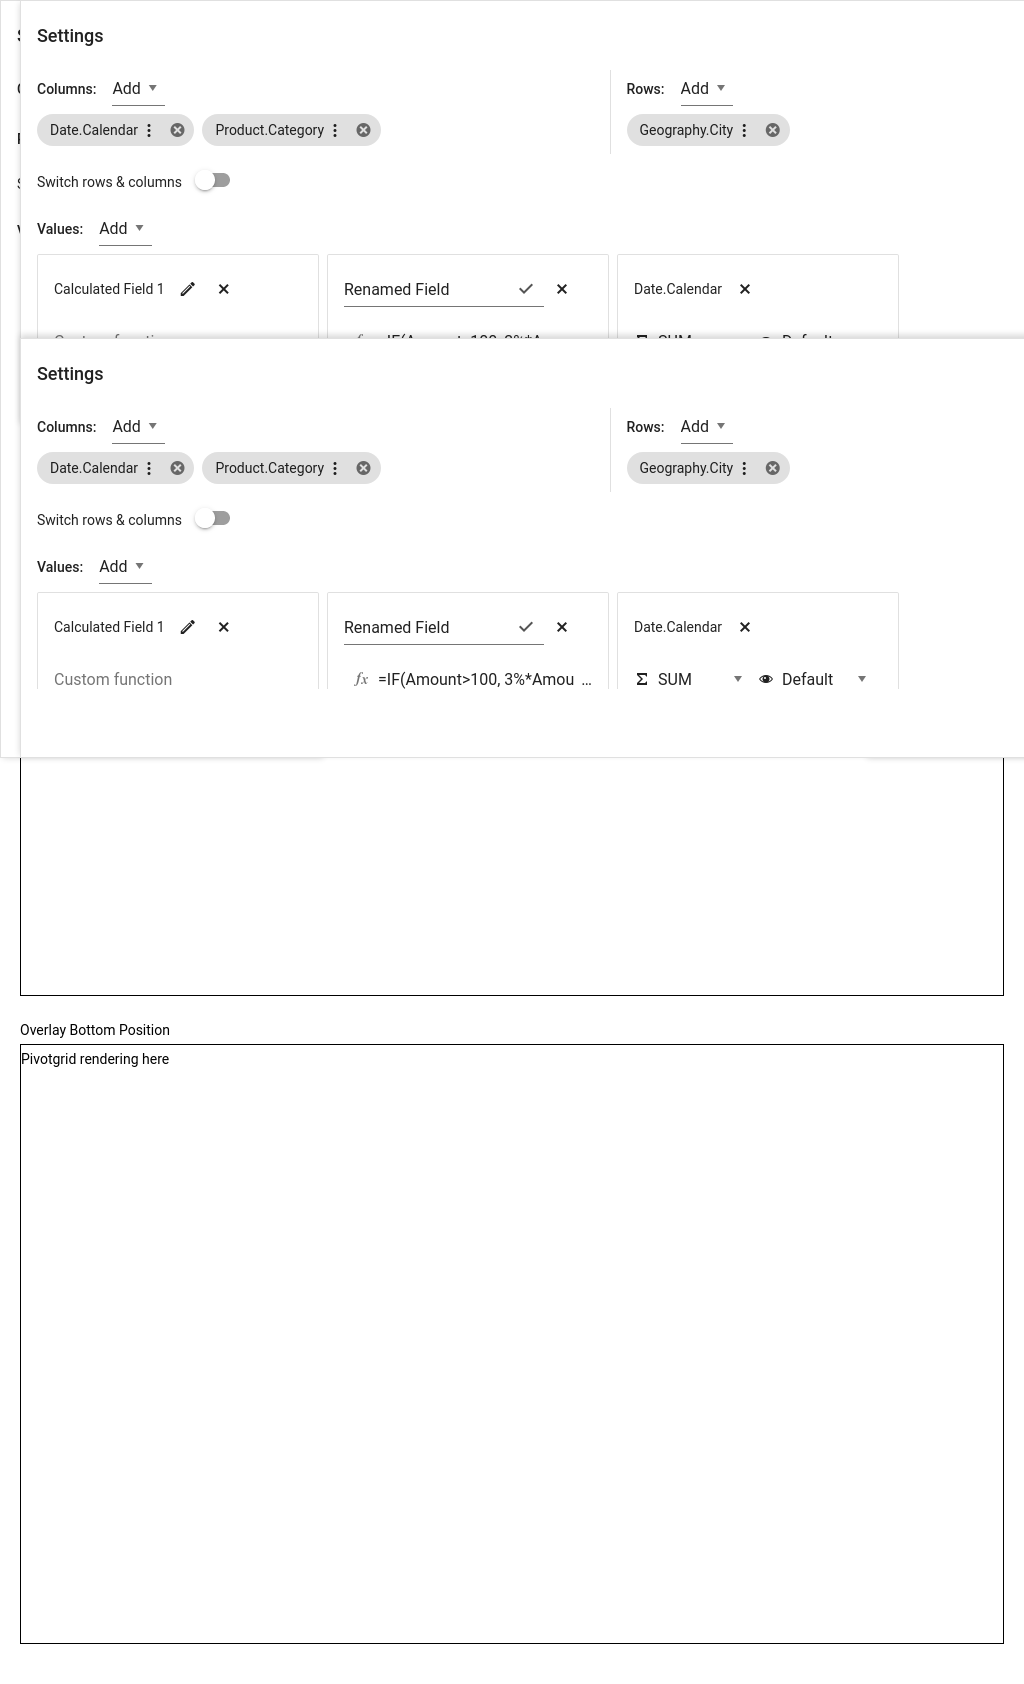 Settings
Columns: Add Rows: Add
Date.Calendar Product.Category Geography.City
Switch rows & columns
Values: Add
Calculated Field 1 Renamed Field Date.Calendar
Settings
Columns: Add Rows: Add
Date.Calendar Product.Category Geography.City
Switch rows & columns
Values: Add
Calculated Field 1 Renamed Field Date.Calendar
Custom function fx =IF(Amount>100, 3%*Amou ... Σ SUM Default
Overlay Bottom Position
Pivotgrid rendering here